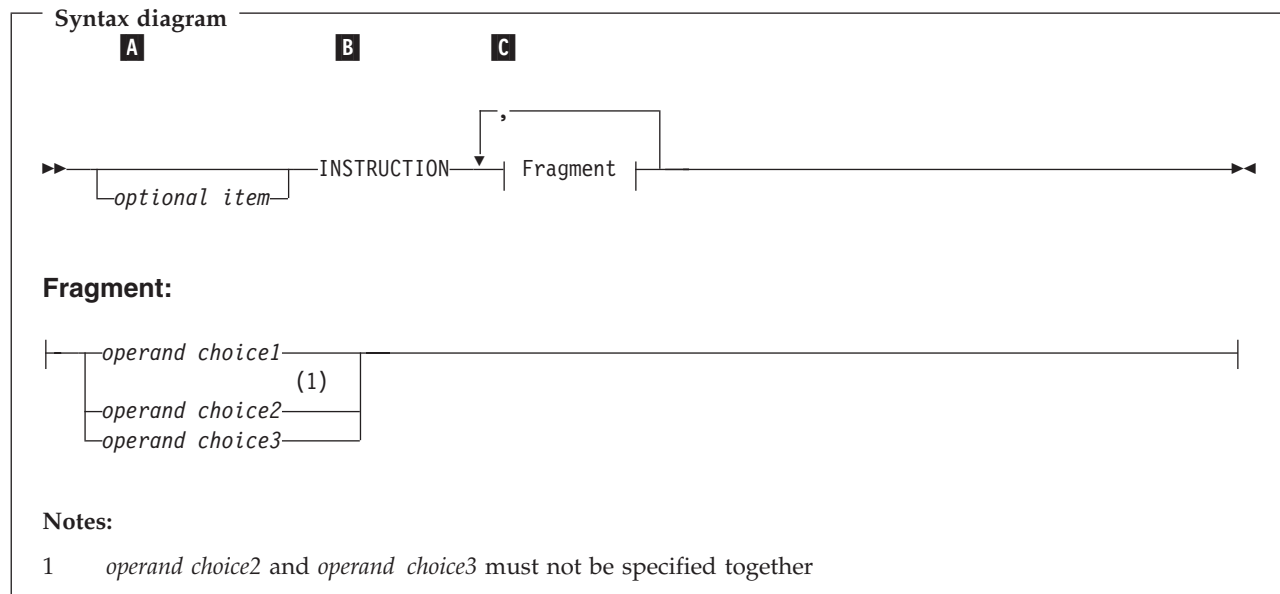 Syntax diagram
A B C
,
optional item INSTRUCTION Fragment
Fragment:
operand choice1
(1)
operand choice2
operand choice3
Notes:
1 operand choice2 and operand choice3 must not be specified together